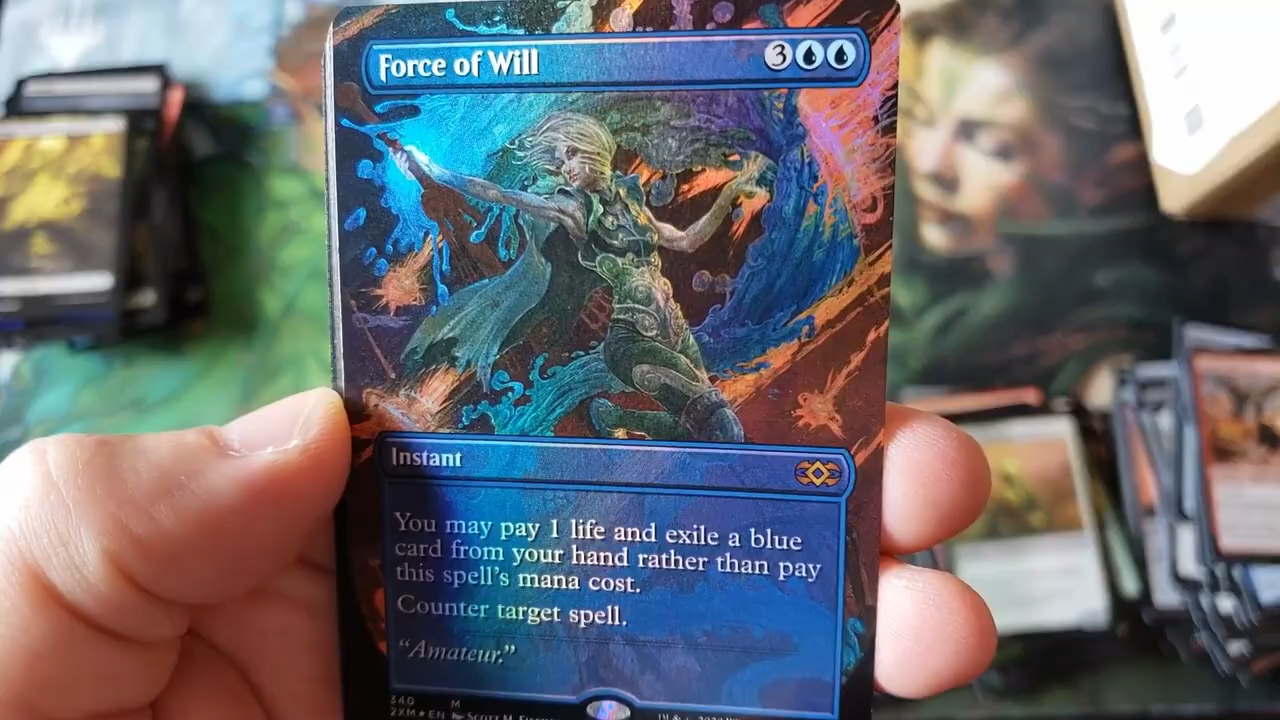 Force of Will 3
Instant
You may pay 1 life and exile a blue
card from your hand rather than pay
this spell's mana cost.
Counter target spell.
"Amateur."
340 M
2XM★EN Scott M.